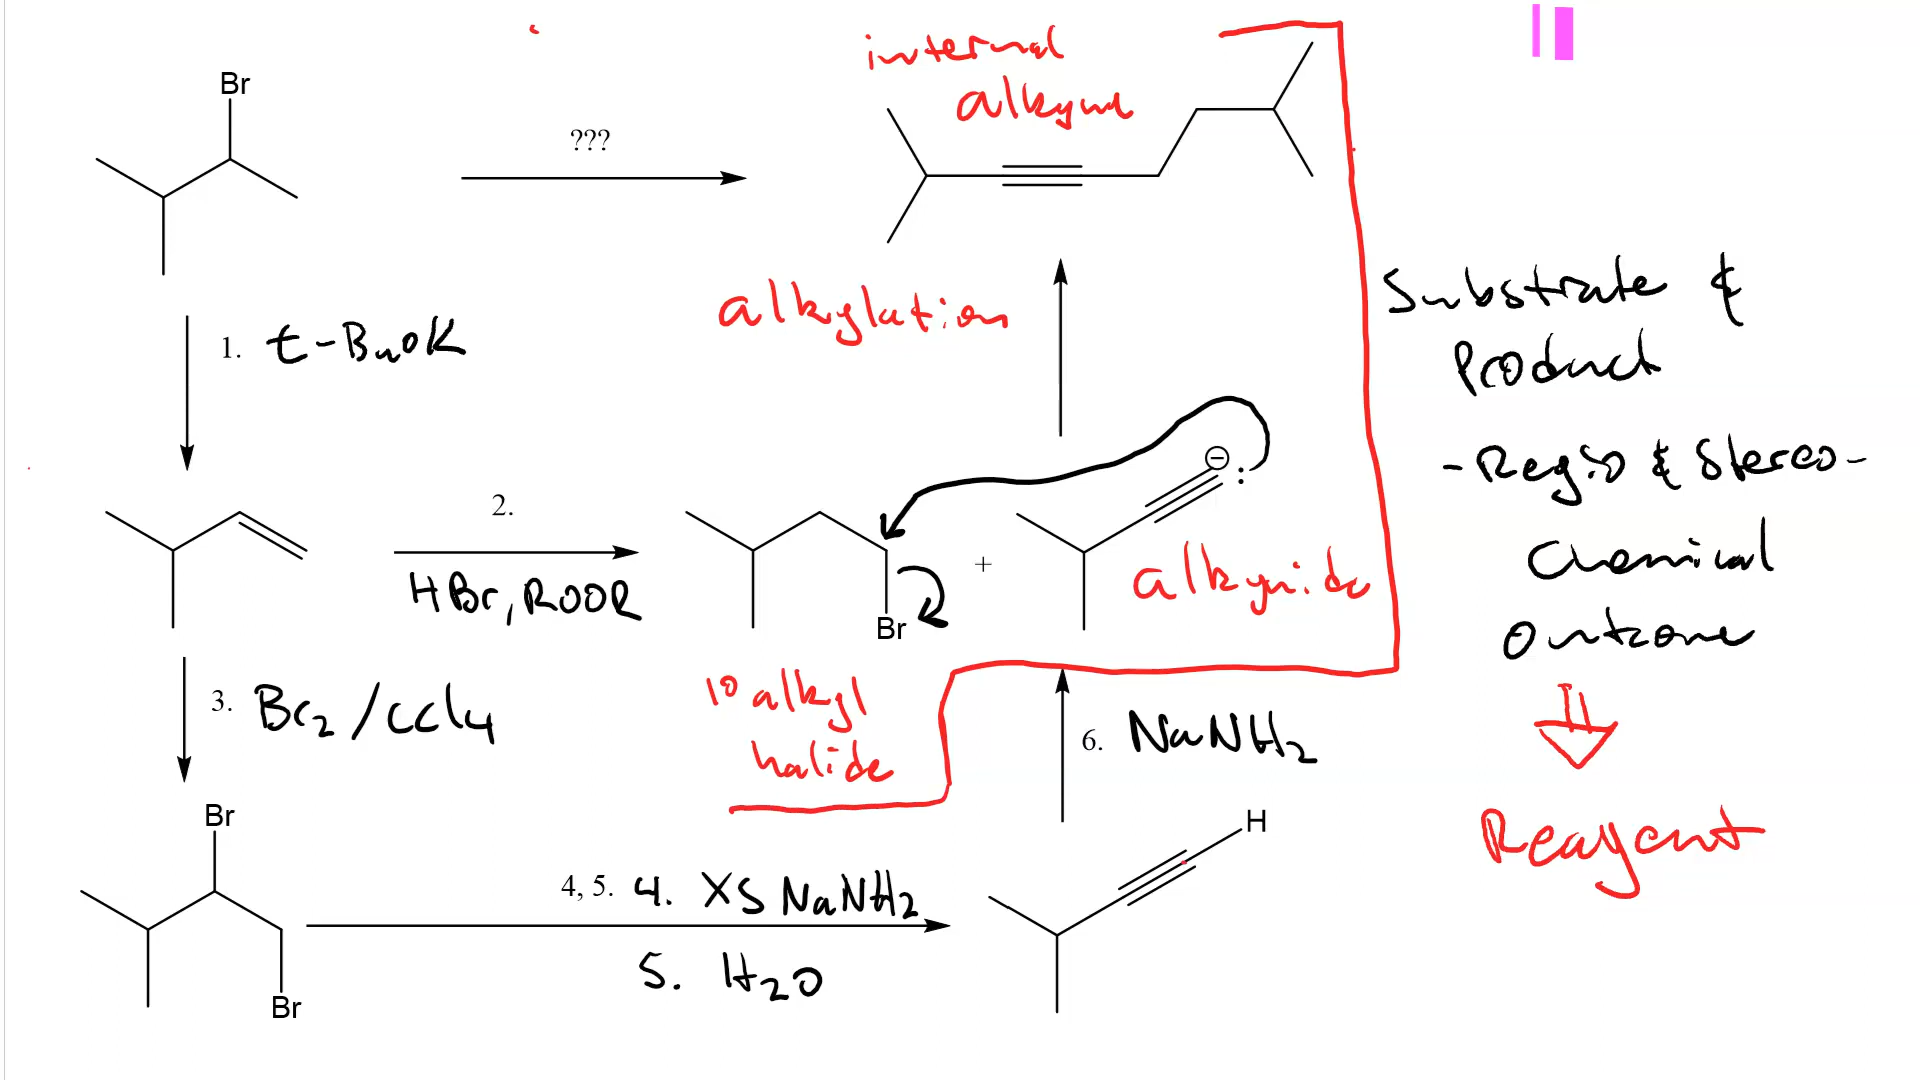 Br
???
internal
alkyne
1. t-BuOK
alkylation
Substrate &
Product
- Regio & Stereo-
Chemical
Outcome
Reagent
2.
HBr, ROOR
Br
+
⊖
:
alkynide
1° alkyl
halide
3. Br2 / CCl4
6. NaNH2
Br
Br
4, 5. 4. XS NaNH2
5. H2O
H